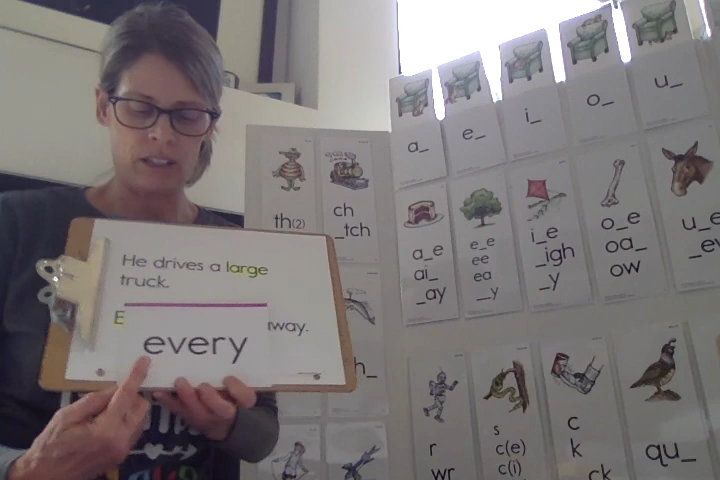 He drives a large
truck.
E
way.
every
th(2)
ch
_tch
h_
a_
e_
i_
o_
u_
a_e
ai_
_ay
e_e
ee
ea
_y
i_e
_igh
_y
o_e
oa_
ow
u_e
_ew
r
wr
s
c(e)
c(i)
c
k
ck
qu_